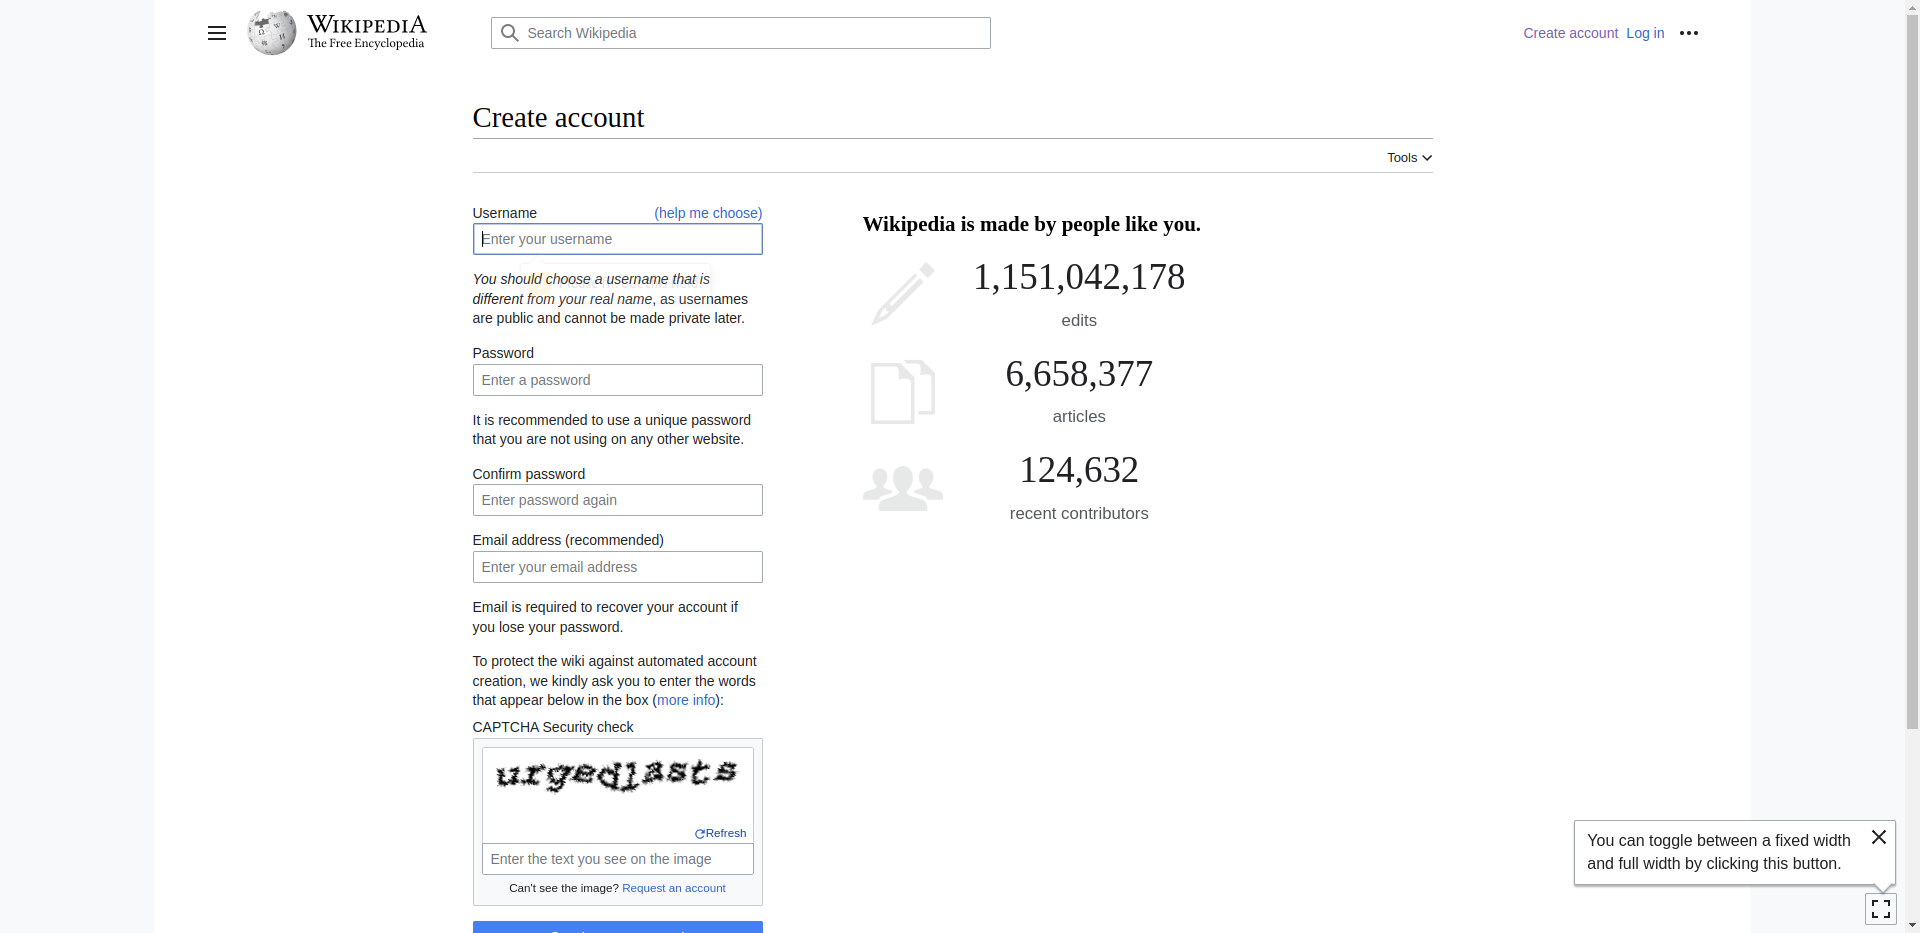 WIKIPEDIA
The Free Encyclopedia
Search Wikipedia
Create account
Log in
Create account
Tools
Username
(help me choose)
Enter your username
You should choose a username that is
different from your real name, as usernames
are public and cannot be made private later.
Password
Enter a password
It is recommended to use a unique password
that you are not using on any other website.
Confirm password
Enter password again
Email address (recommended)
Enter your email address
Email is required to recover your account if
you lose your password.
To protect the wiki against automated account
creation, we kindly ask you to enter the words
that appear below in the box (more info):
CAPTCHA Security check
Refresh
Enter the text you see on the image
Can't see the image? Request an account
Wikipedia is made by people like you.
1,151,042,178
edits
6,658,377
articles
124,632
recent contributors
You can toggle between a fixed width
and full width by clicking this button.